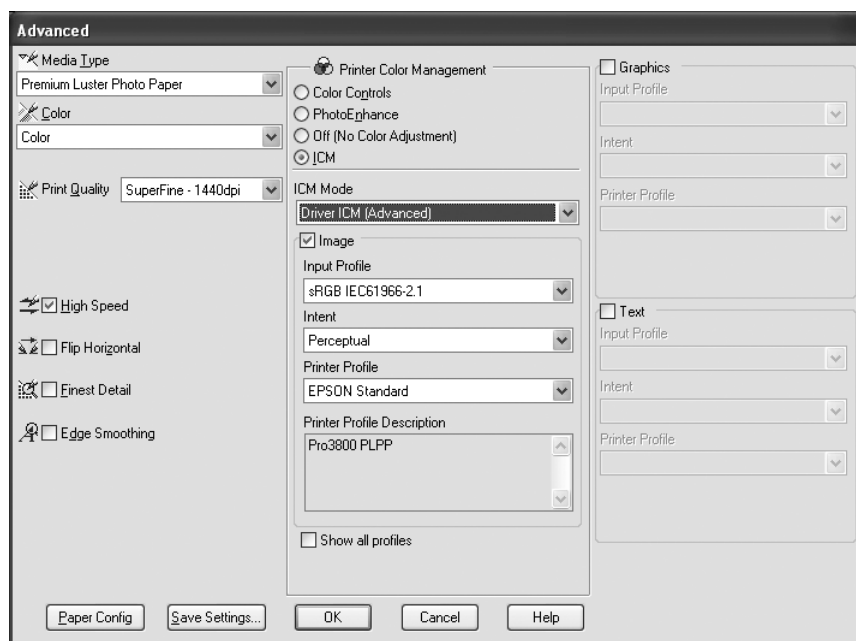 Advanced
Media Type
Premium Luster Photo Paper
Color
Color
Print Quality
SuperFine - 1440dpi
High Speed
Flip Horizontal
Finest Detail
Edge Smoothing
Printer Color Management
Color Controls
PhotoEnhance
Off (No Color Adjustment)
ICM
ICM Mode
Driver ICM (Advanced)
Image
Input Profile
sRGB IEC61966-2.1
Intent
Perceptual
Printer Profile
EPSON Standard
Printer Profile Description
Pro3800 PLPP
Show all profiles
Graphics
Input Profile
Intent
Printer Profile
Text
Input Profile
Intent
Printer Profile
Paper Config
Save Settings...
OK
Cancel
Help